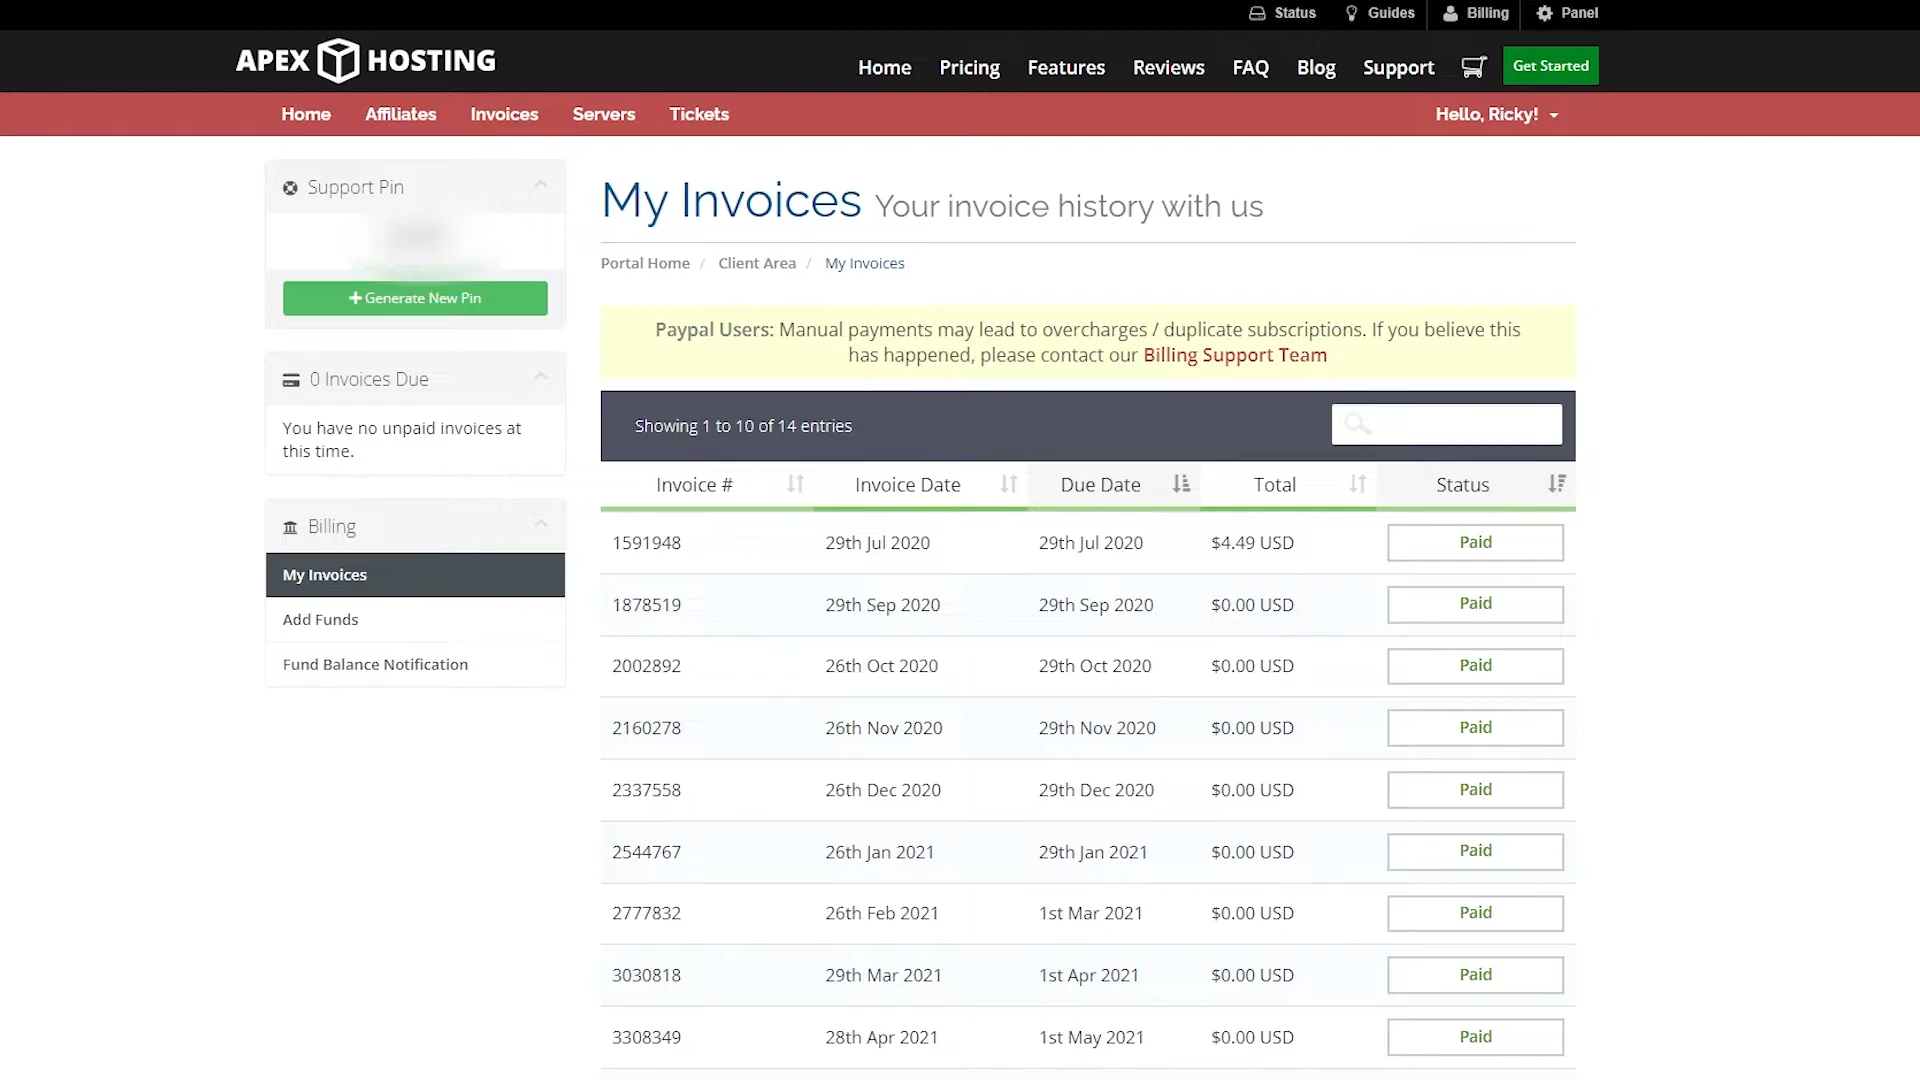 Status Guides Billing Panel
APEX HOSTING
Home Pricing Features Reviews FAQ Blog Support Get Started
Home Affiliates Invoices Servers Tickets Hello, Ricky!
Support Pin
Generate New Pin
0 Invoices Due
You have no unpaid invoices at
this time.
Billing
My Invoices
Add Funds
Fund Balance Notification
My Invoices Your invoice history with us
Portal Home / Client Area / My Invoices
Paypal Users: Manual payments may lead to overcharges / duplicate subscriptions. If you believe this
has happened, please contact our Billing Support Team
Showing 1 to 10 of 14 entries
Invoice # Invoice Date Due Date Total Status
1591948 29th Jul 2020 29th Jul 2020 $4.49 USD Paid
1878519 29th Sep 2020 29th Sep 2020 $0.00 USD Paid
2002892 26th Oct 2020 29th Oct 2020 $0.00 USD Paid
2160278 26th Nov 2020 29th Nov 2020 $0.00 USD Paid
2337558 26th Dec 2020 29th Dec 2020 $0.00 USD Paid
2544767 26th Jan 2021 29th Jan 2021 $0.00 USD Paid
2777832 26th Feb 2021 1st Mar 2021 $0.00 USD Paid
3030818 29th Mar 2021 1st Apr 2021 $0.00 USD Paid
3308349 28th Apr 2021 1st May 2021 $0.00 USD Paid